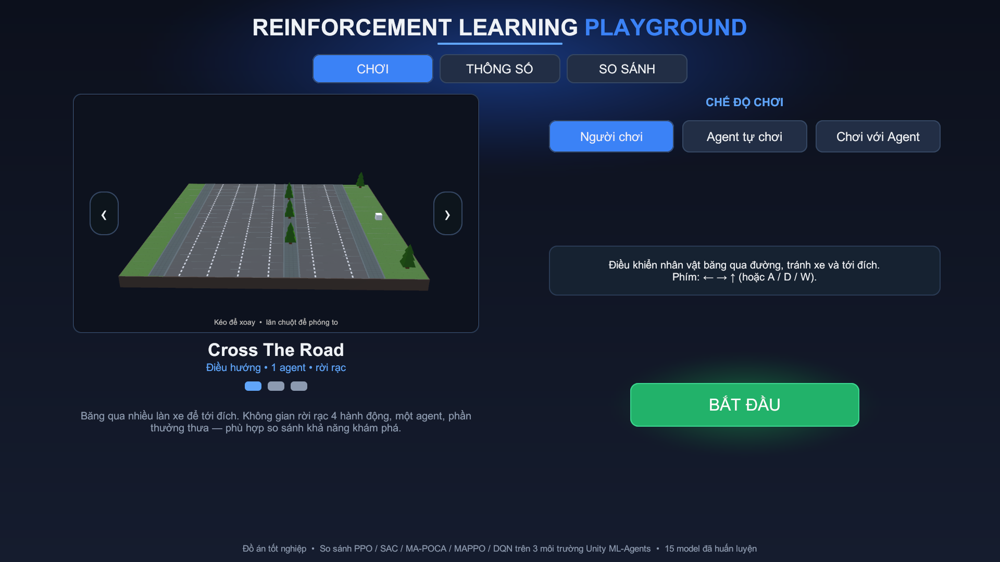 REINFORCEMENT LEARNING PLAYGROUND
CHƠI
THÔNG SỐ
SO SÁNH
Kéo để xoay • lăn chuột để phóng to
Cross The Road
Điều hướng • 1 agent • rời rạc
Băng qua nhiều làn xe để tới đích. Không gian rời rạc 4 hành động, một agent, phần
thưởng thưa — phù hợp so sánh khả năng khám phá.
CHẾ ĐỘ CHƠI
Người chơi
Agent tự chơi
Chơi với Agent
Điều khiển nhân vật băng qua đường, tránh xe và tới đích.
Phím: ←→↑ (hoặc A / D / W).
BẮT ĐẦU
Đồ án tốt nghiệp • So sánh PPO / SAC / MA-POCA / MAPPO / DQN trên 3 môi trường Unity ML-Agents • 15 model đã huấn luyện